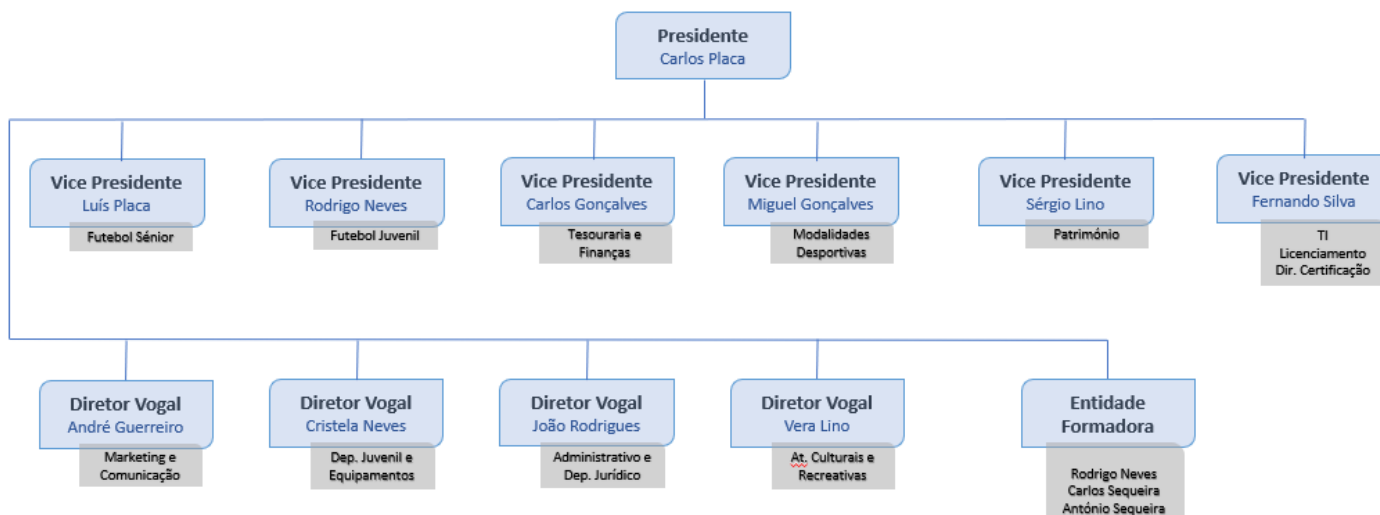 Presidente
Carlos Placa
Vice Presidente
Luís Placa
Futebol Sénior
Vice Presidente
Rodrigo Neves
Futebol Juvenil
Vice Presidente
Carlos Gonçalves
Tesouraria e
Finanças
Vice Presidente
Miguel Gonçalves
Modalidades
Desportivas
Vice Presidente
Sérgio Lino
Património
Vice Presidente
Fernando Silva
TI
Licenciamento
Dir. Certificação
Diretor Vogal
André Guerreiro
Marketing e
Comunicação
Diretor Vogal
Cristela Neves
Dep. Juvenil e
Equipamentos
Diretor Vogal
João Rodrigues
Administrativo e
Dep. Jurídico
Diretor Vogal
Vera Lino
At. Culturais e
Recreativas
Entidade
Formadora
Rodrigo Neves
Carlos Sequeira
António Sequeira